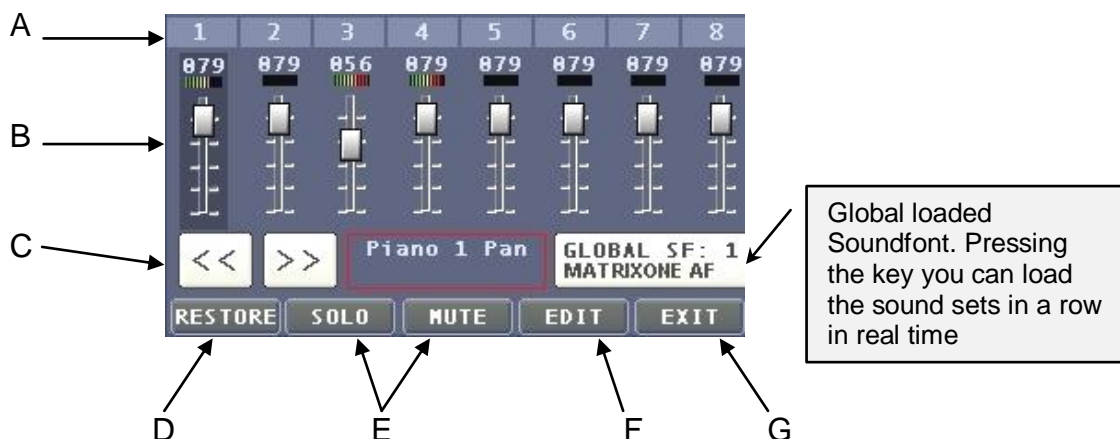 A
1 2 3 4 5 6 7 8
079 079 056 079 079 079 079 079
B
C
<< >>
Piano 1 Pan
GLOBAL SF: 1
MATRIXONE AF
RESTORE SOLO MUTE EDIT EXIT
D E F G
Global loaded
Soundfont. Pressing
the key you can load
the sound sets in a row
in real time